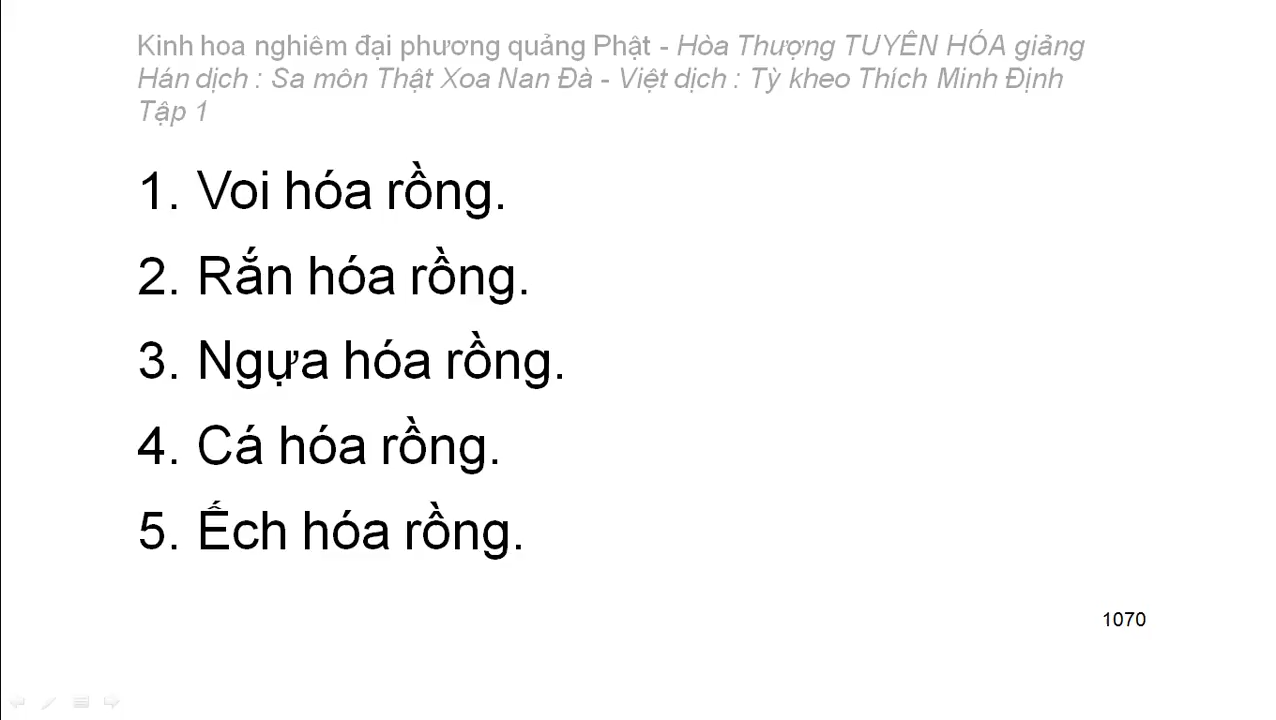 Kinh hoa nghiêm đại phương quảng Phật - Hòa Thượng TUYÊN HÓA giảng
Hán dịch : Sa môn Thật Xoa Nan Đà - Việt dịch : Tỳ kheo Thích Minh Định
Tập 1
1. Voi hóa rồng.
2. Rắn hóa rồng.
3. Ngựa hóa rồng.
4. Cá hóa rồng.
5. Ếch hóa rồng.
1070